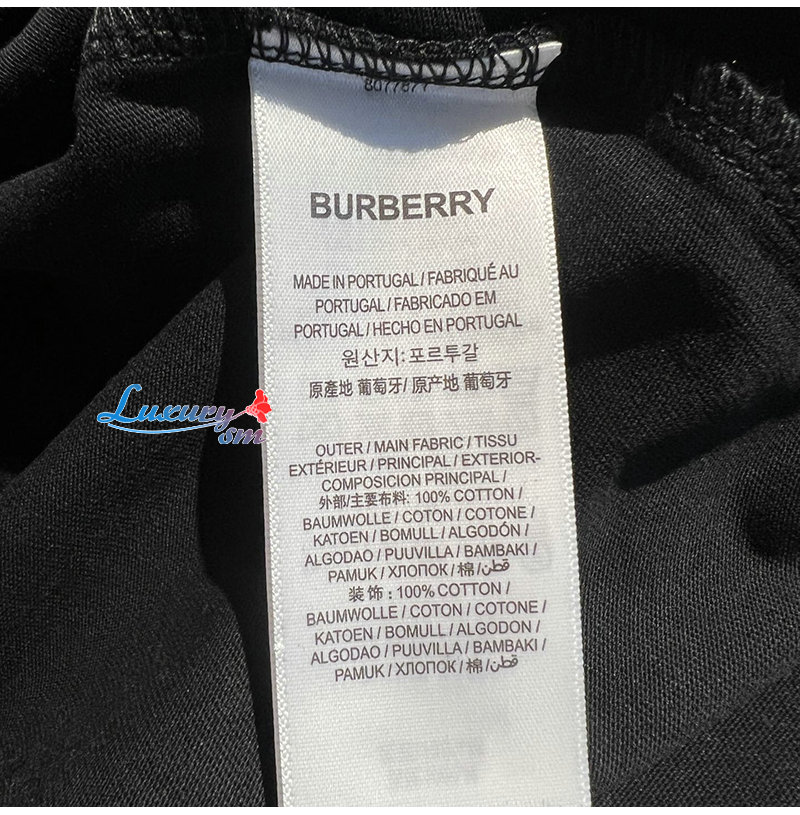 8077877
BURBERRY
MADE IN PORTUGAL / FABRIQUÉ AU
PORTUGAL / FABRICADO EM
PORTUGAL / HECHO EN PORTUGAL
원산지: 포르투갈
原產地 葡萄牙/ 原产地 葡萄牙
Luxury
sm
OUTER / MAIN FABRIC / TISSU
EXTÉRIEUR / PRINCIPAL / EXTERIOR-
COMPOSICION PRINCIPAL /
外部/主要布料: 100% COTTON /
BAUMWOLLE / COTON / COTONE /
KATOEN / BOMULL / ALGODÓN /
ALGODAO / PUUVILLA / BAMBAKI /
PAMUK / ХЛОПОК / 棉 / قطن/
装饰 : 100% COTTON /
BAUMWOLLE / COTON / COTONE /
KATOEN / BOMULL / ALGODON /
ALGODAO / PUUVILLA / BAMBAKI /
PAMUK / ХЛОПОК / 棉 / قطن/